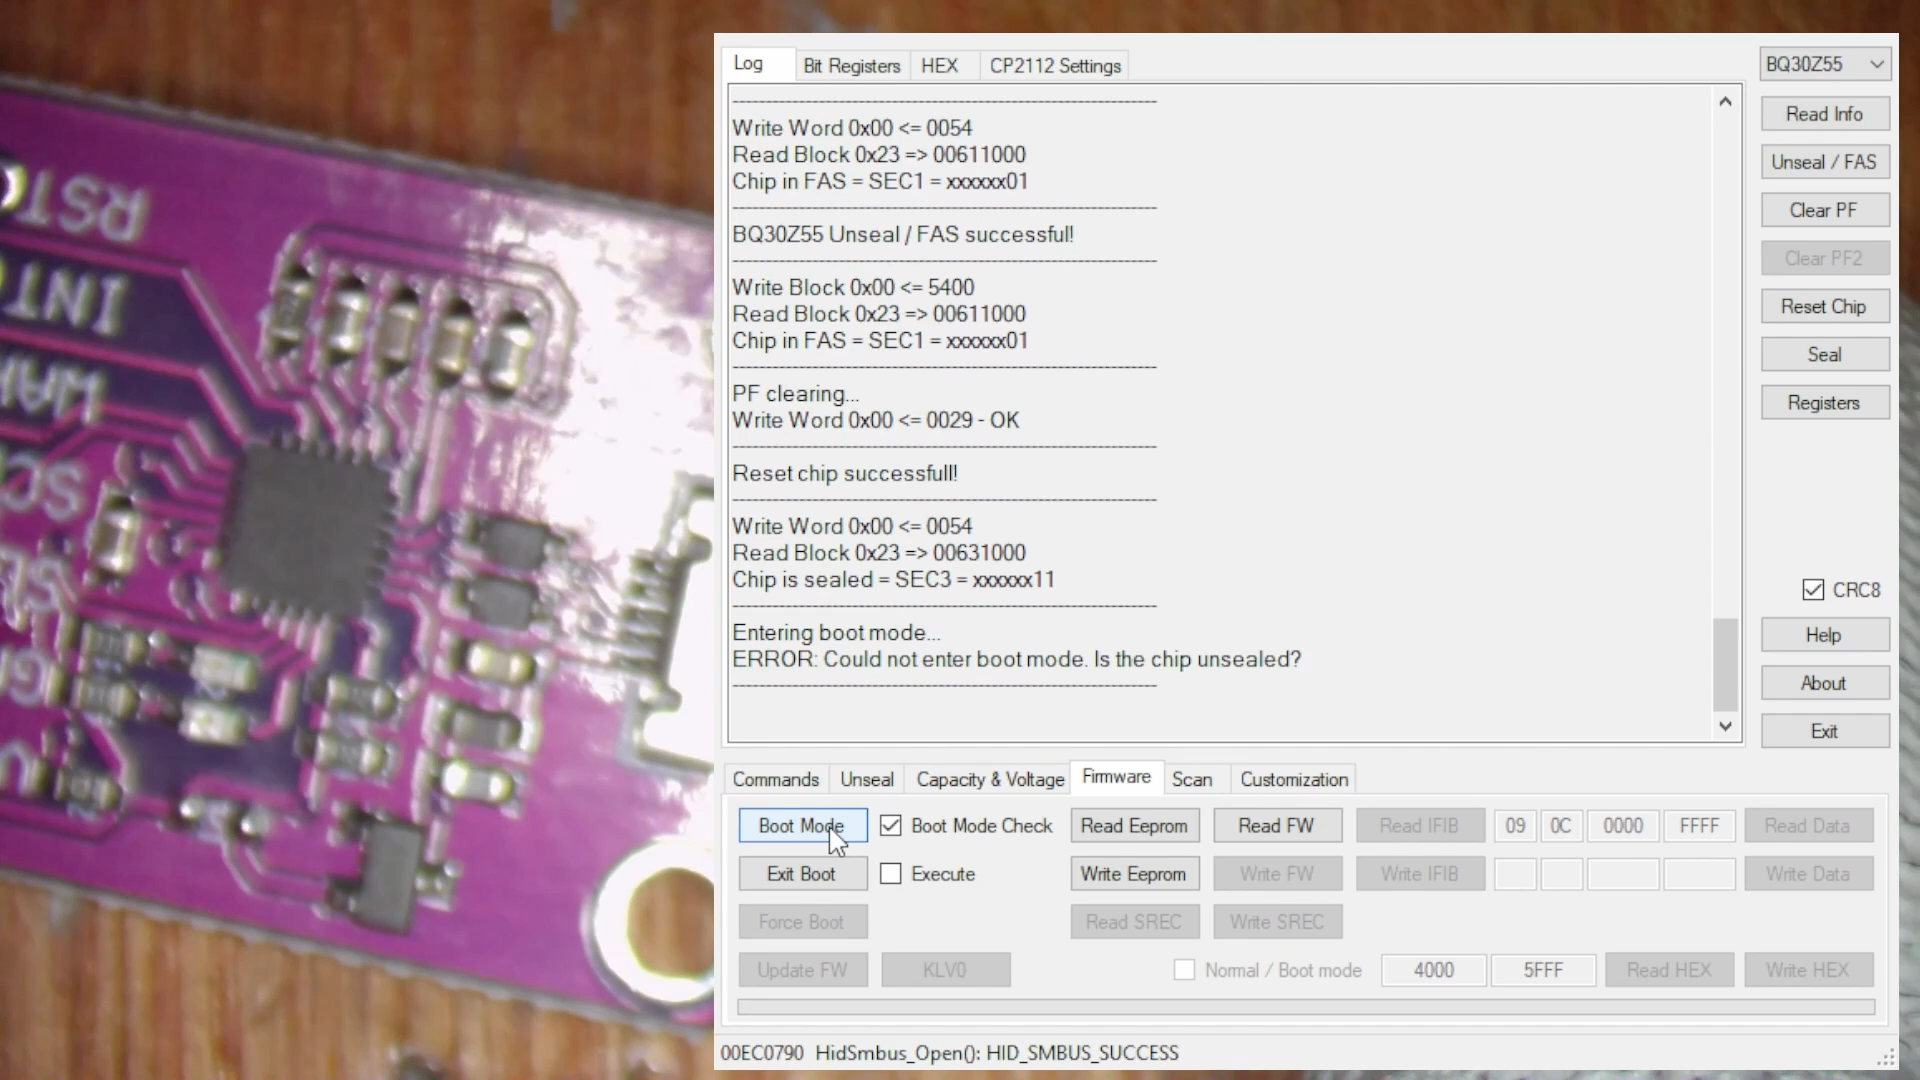 RST
INT
WAK
SC
Log
Bit Registers
HEX
CP2112 Settings
BQ30Z55
Write Word 0x00 <= 0054
Read Block 0x23 => 00611000
Chip in FAS = SEC1 = xxxxxx01
BQ30Z55 Unseal / FAS successful!
Write Block 0x00 <= 5400
Read Block 0x23 => 00611000
Chip in FAS = SEC1 = xxxxxx01
PF clearing...
Write Word 0x00 <= 0029 - OK
Reset chip successfull!
Write Word 0x00 <= 0054
Read Block 0x23 => 00631000
Chip is sealed = SEC3 = xxxxxx11
Entering boot mode...
ERROR: Could not enter boot mode. Is the chip unsealed?
Read Info
Unseal / FAS
Clear PF
Clear PF2
Reset Chip
Seal
Registers
CRC8
Help
About
Exit
Commands
Unseal
Capacity & Voltage
Firmware
Scan
Customization
Boot Mode
Boot Mode Check
Read Eeprom
Read FW
Read IFIB
09
0C
0000
FFFF
Read Data
Exit Boot
Execute
Write Eeprom
Write FW
Write IFIB
Write Data
Force Boot
Read SREC
Write SREC
Update FW
KLV0
Normal / Boot mode
4000
5FFF
Read HEX
Write HEX
00EC0790 HidSmbus_Open(): HID_SMBUS_SUCCESS